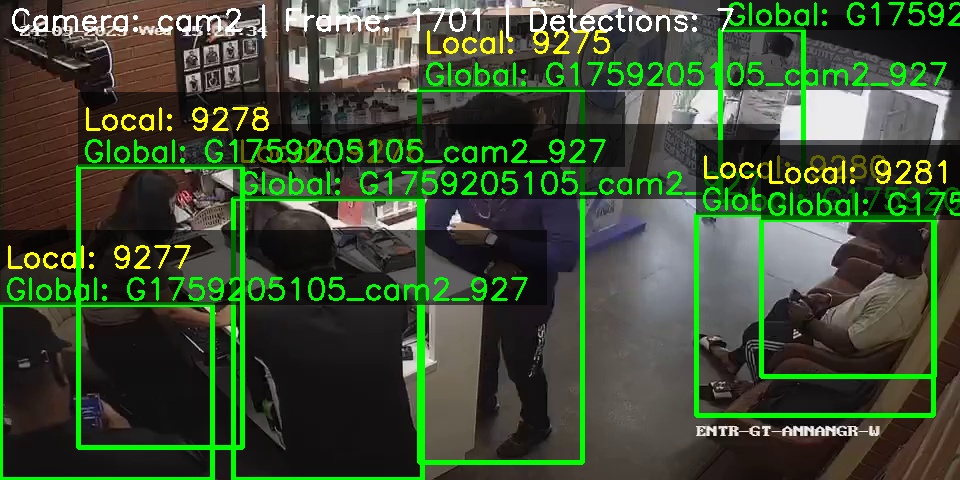 Camera: cam2 | Frame: 1701 | Detections: 7
Global: G17592
Local: 9275
Global: G1759205105_cam2_927
Local: 9278
Global: G1759205105_cam2_927
Global: G1759205105_cam2_
Local: 9281
Global: G175
Local: 9277
Global: G1759205105_cam2_927
ENTR-GT-ANNANGR-W